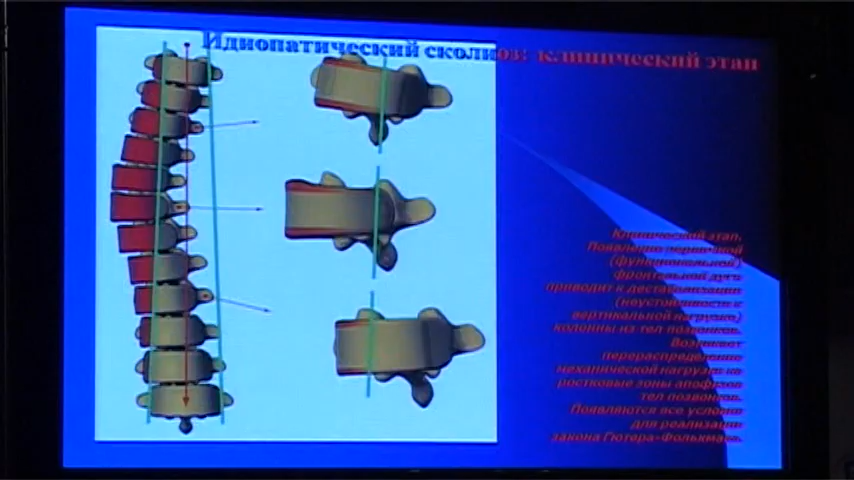 Идиопатический сколиоз: клинический этап
Клинический этап.
Появление первичной
(функциональной)
фронтальной дуги
приводит к дестабилизации
(неустойчивости к
вертикальной нагрузке)
колонны из тел позвонков.
Возникает
перераспределение
механической нагрузки на
ростковые зоны апофизов
тел позвонков.
Появляются все условия
для реализации
закона Гютера-Фолькмана.